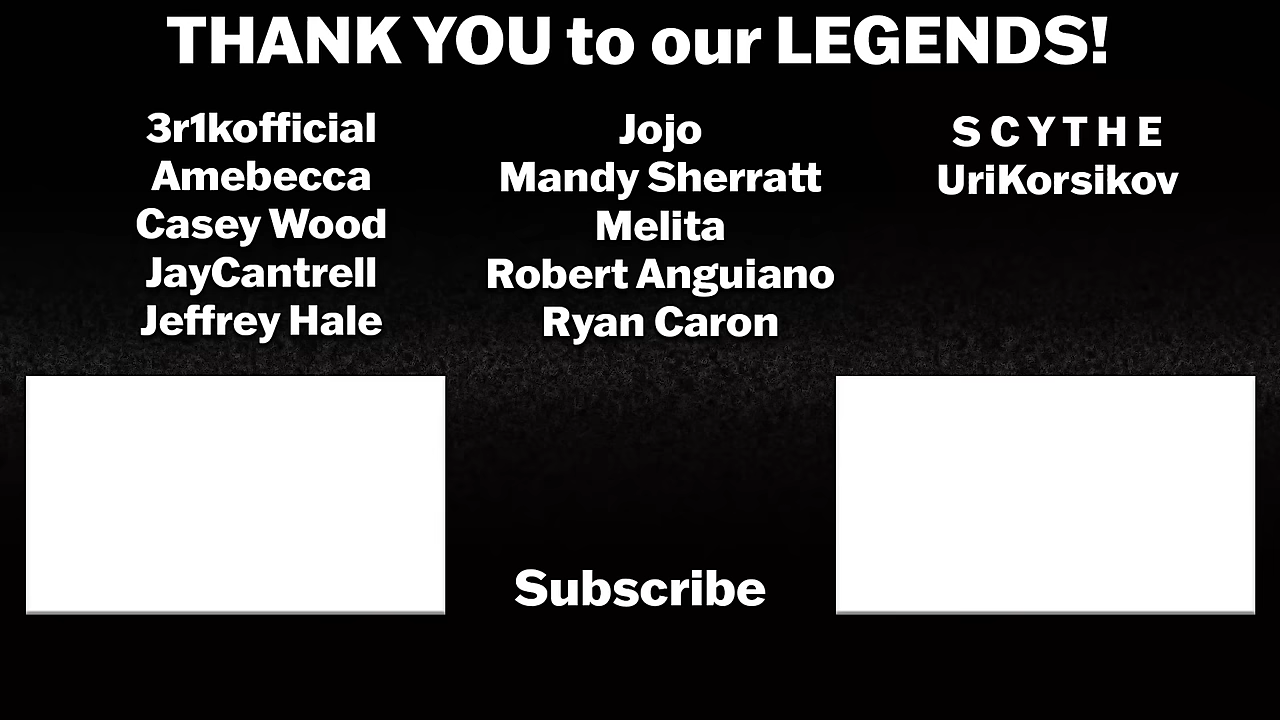 THANK YOU to our LEGENDS!
3r1kofficial
Amebecca
Casey Wood
JayCantrell
Jeffrey Hale
Jojo
Mandy Sherratt
Melita
Robert Anguiano
Ryan Caron
S C Y T H E
UriKorsikov
Subscribe